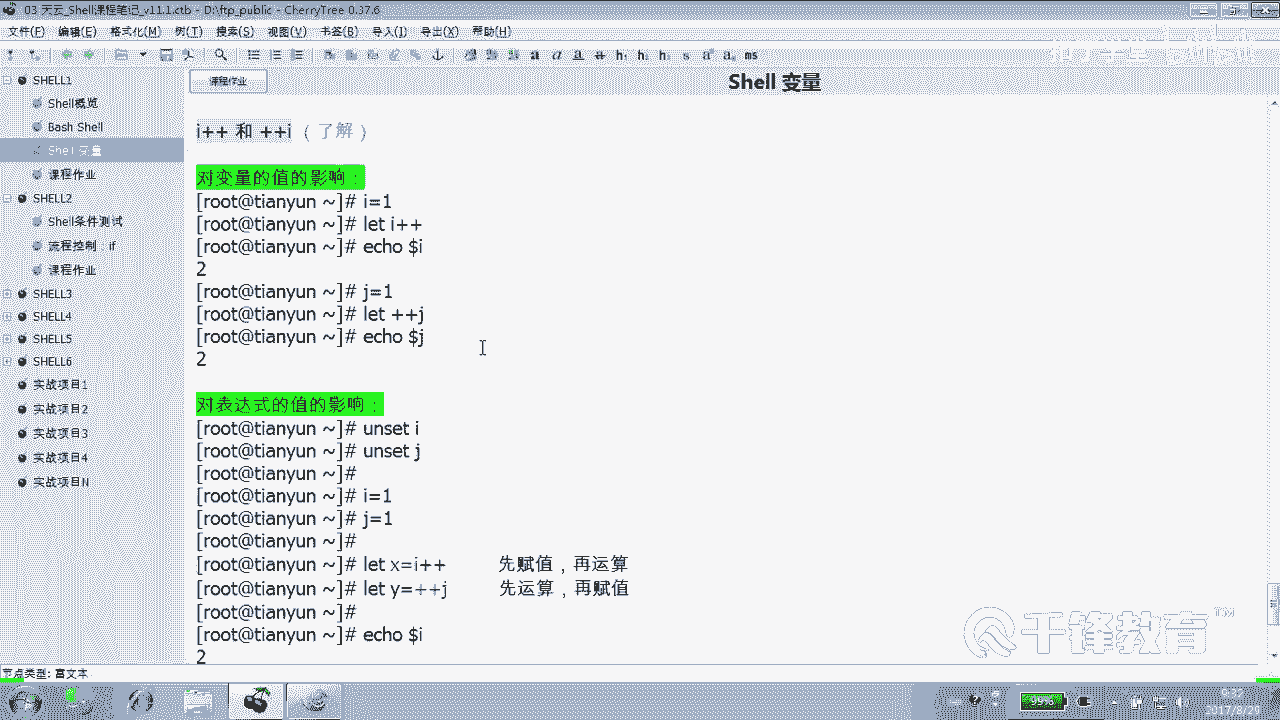 03 天云_Shell课程笔记_v11.1.ctb - D:\ftp_public - CherryTree 0.37.6
文件(F) 编辑(E) 格式化(M) 树(T) 搜索(S) 视图(V) 书签(B) 导入(I) 导出(X) 帮助(H)
SHELL1
Shell概览
Bash Shell
Shell 变量
课程作业
SHELL2
Shell条件测试
流程控制：if
课程作业
SHELL3
SHELL4
SHELL5
SHELL6
实战项目1
实战项目2
实战项目3
实战项目4
实战项目N
课程作业
Shell 变量
i++ 和 ++i （了解）
对变量的值的影响：
[root@tianyun ~]# i=1
[root@tianyun ~]# let i++
[root@tianyun ~]# echo $i
2
[root@tianyun ~]# j=1
[root@tianyun ~]# let ++j
[root@tianyun ~]# echo $j
2
对表达式的值的影响：
[root@tianyun ~]# unset i
[root@tianyun ~]# unset j
[root@tianyun ~]#
[root@tianyun ~]# i=1
[root@tianyun ~]# j=1
[root@tianyun ~]#
[root@tianyun ~]# let x=i++ 先赋值，再运算
[root@tianyun ~]# let y=++j 先运算，再赋值
[root@tianyun ~]#
[root@tianyun ~]# echo $i
2
千锋教育 TM
节点类型: 富文本
99%
2017/8/29